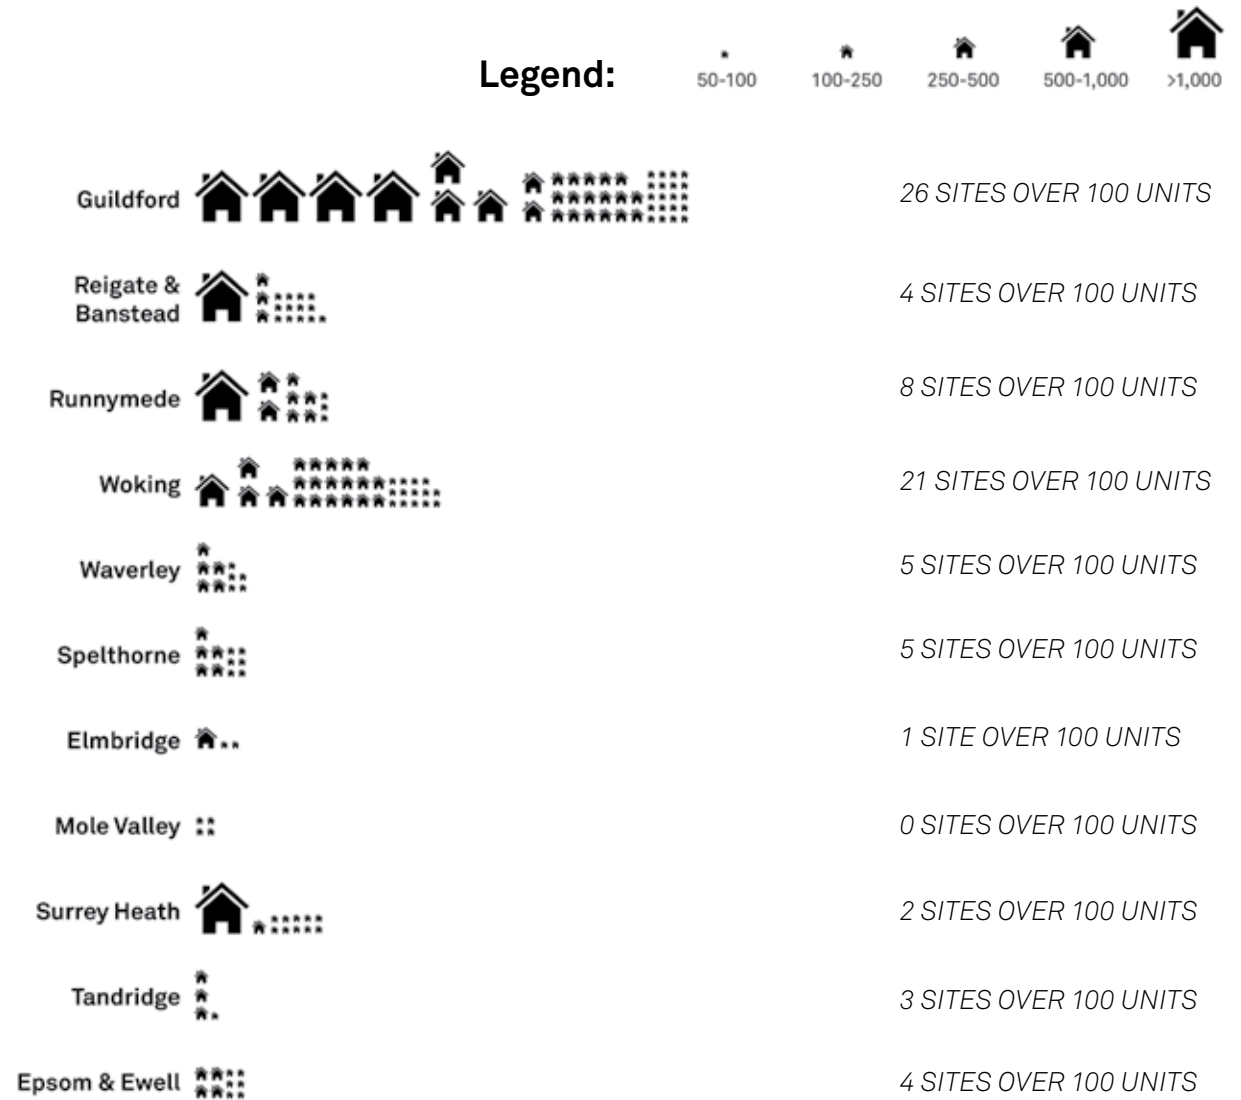 Legend:
50-100 100-250 250-500 500-1,000 >1,000
Guildford 26 SITES OVER 100 UNITS
Reigate &
Banstead 4 SITES OVER 100 UNITS
Runnymede 8 SITES OVER 100 UNITS
Woking 21 SITES OVER 100 UNITS
Waverley 5 SITES OVER 100 UNITS
Spelthorne 5 SITES OVER 100 UNITS
Elmbridge 1 SITE OVER 100 UNITS
Mole Valley 0 SITES OVER 100 UNITS
Surrey Heath 2 SITES OVER 100 UNITS
Tandridge 3 SITES OVER 100 UNITS
Epsom & Ewell 4 SITES OVER 100 UNITS